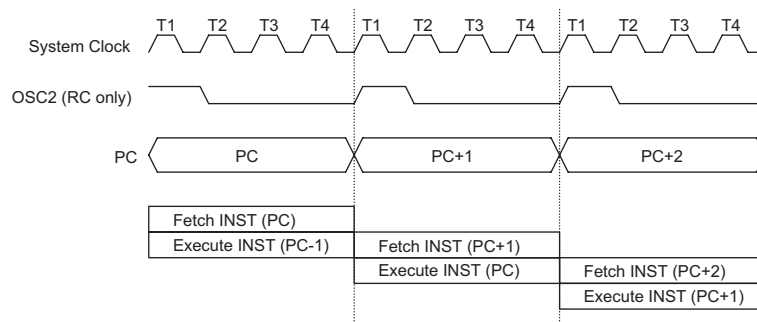 T1 T2 T3 T4 T1 T2 T3 T4 T1 T2 T3 T4
System Clock
OSC2 (RC only)
PC PC PC+1 PC+2
Fetch INST (PC)
Execute INST (PC-1) Fetch INST (PC+1)
Execute INST (PC) Fetch INST (PC+2)
Execute INST (PC+1)